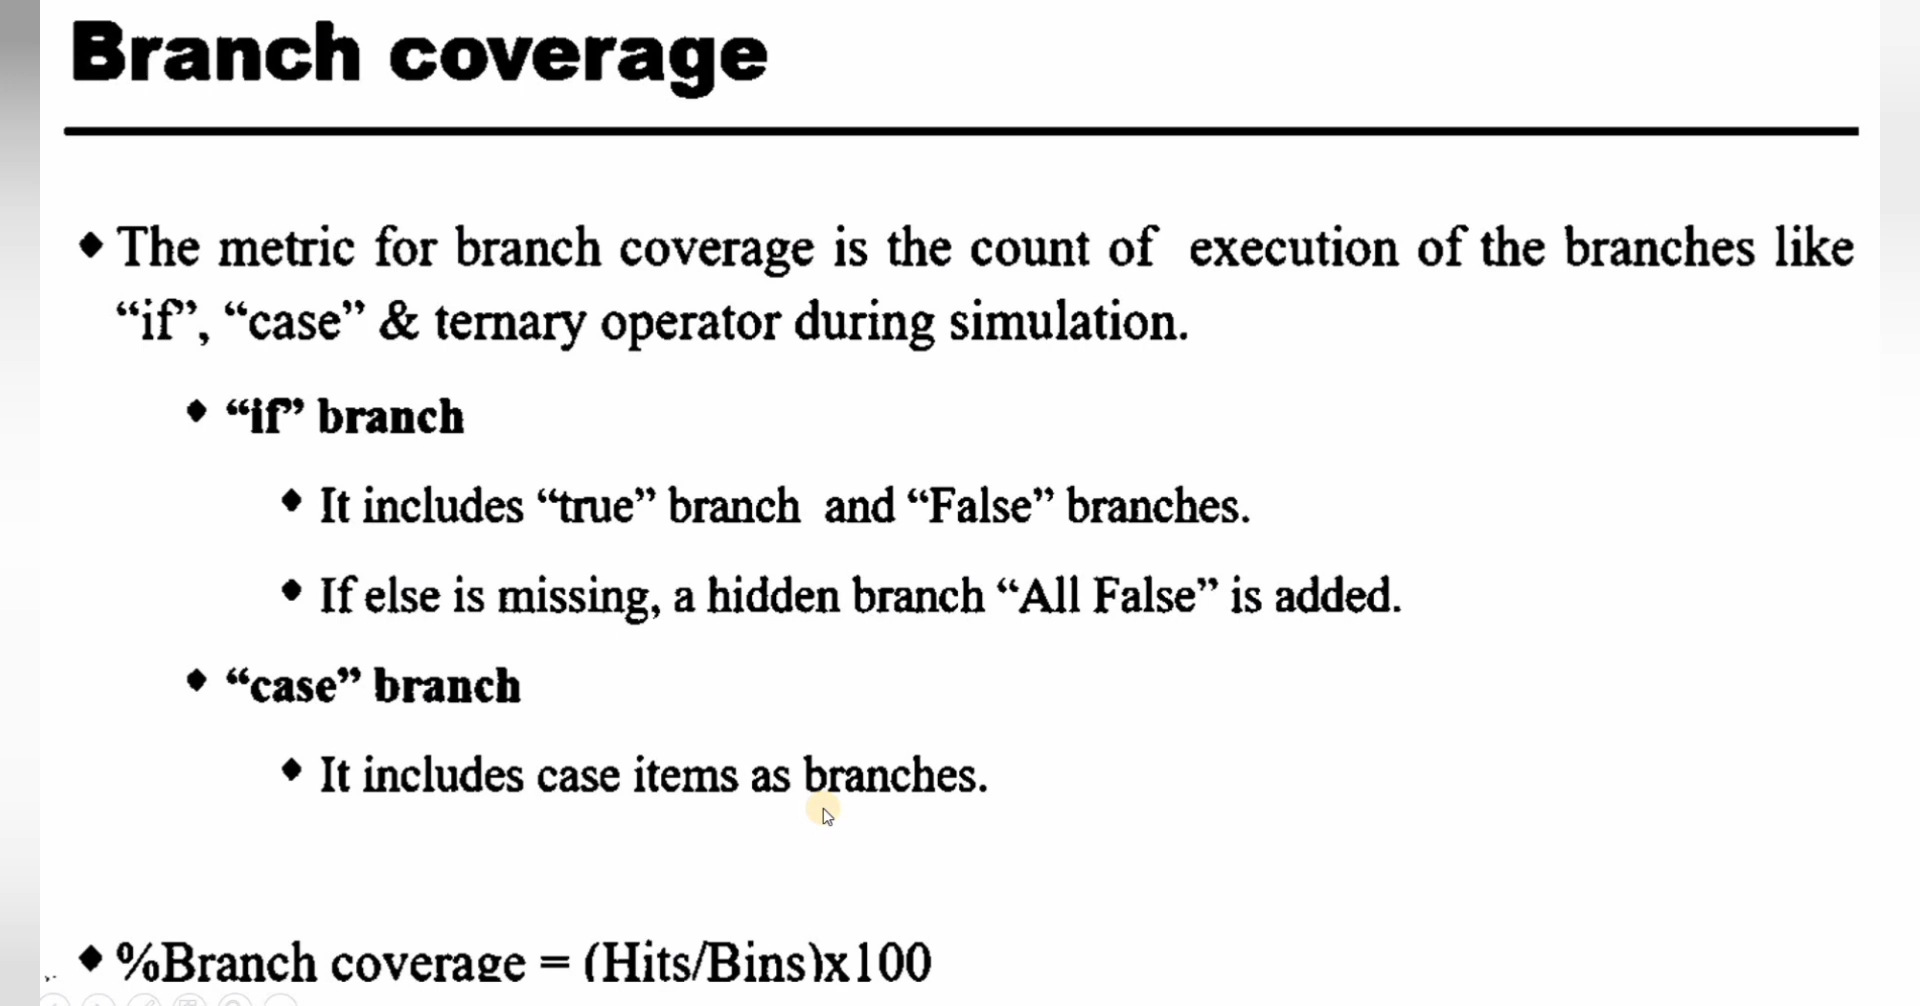 Branch coverage
◆ The metric for branch coverage is the count of execution of the branches like
“if”, “case” & ternary operator during simulation.
◆ “if” branch
◆ It includes “true” branch and “False” branches.
◆ If else is missing, a hidden branch “All False” is added.
◆ “case” branch
◆ It includes case items as branches.
◆ %Branch coverage = (Hits/Bins)x100